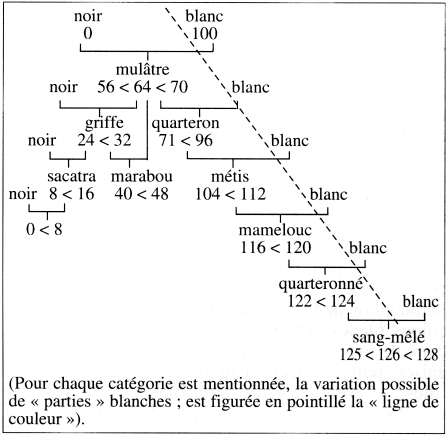 noir blanc
0 100
mulâtre
noir 56 < 64 < 70 blanc
griffe quarteron
noir 24 < 32 71 < 96 blanc
sacatra marabou métis
noir 8 < 16 40 < 48 104 < 112 blanc
0 < 8 mamelouc
116 < 120 blanc
quarteronné
122 < 124 blanc
sang-mêlé
125 < 126 < 128
(Pour chaque catégorie est mentionnée, la variation possible
de « parties » blanches ; est figurée en pointillé la « ligne de
couleur »).